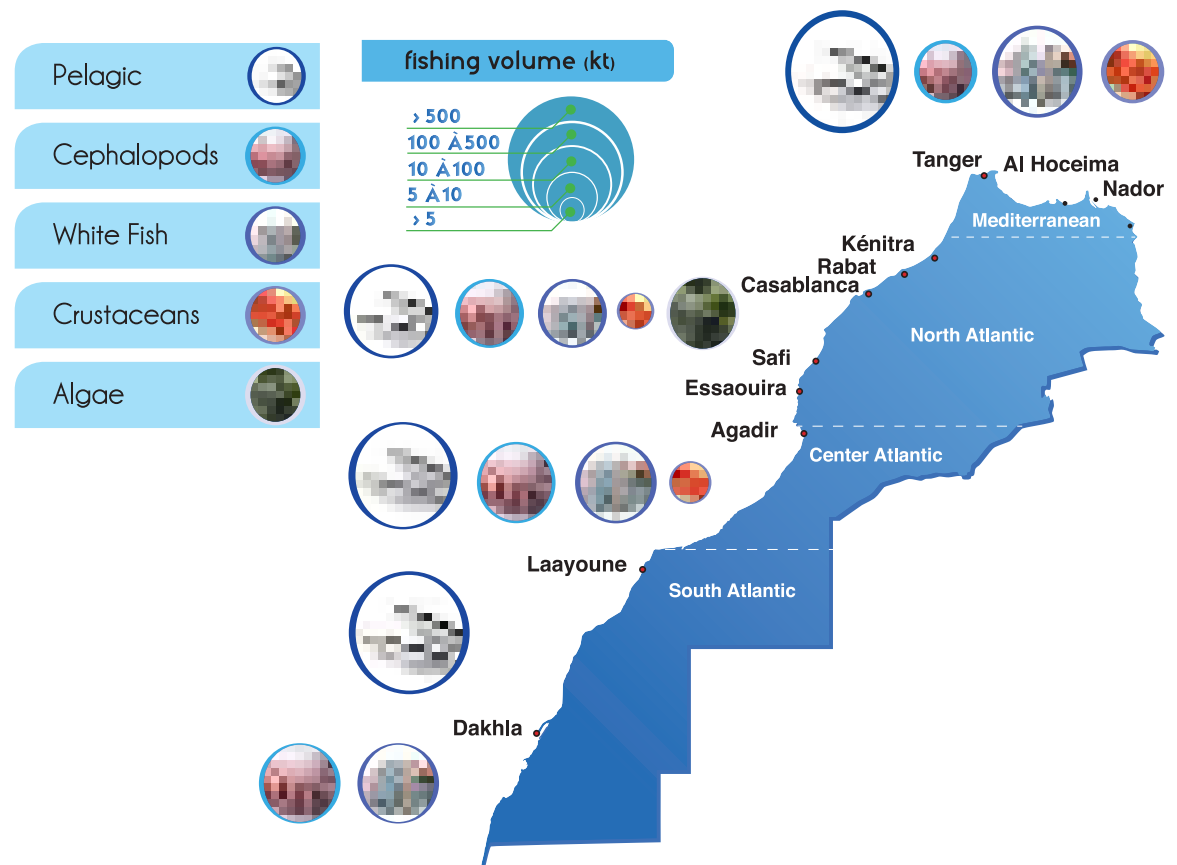 Pelagic
Cephalopods
White Fish
Crustaceans
Algae
fishing volume (kt)
> 500
100 À500
10 À100
5 À10
> 5
Tanger
Al Hoceima
Nador
Mediterranean
Kénitra
Rabat
Casablanca
North Atlantic
Safi
Essaouira
Agadir
Center Atlantic
Laayoune
South Atlantic
Dakhla